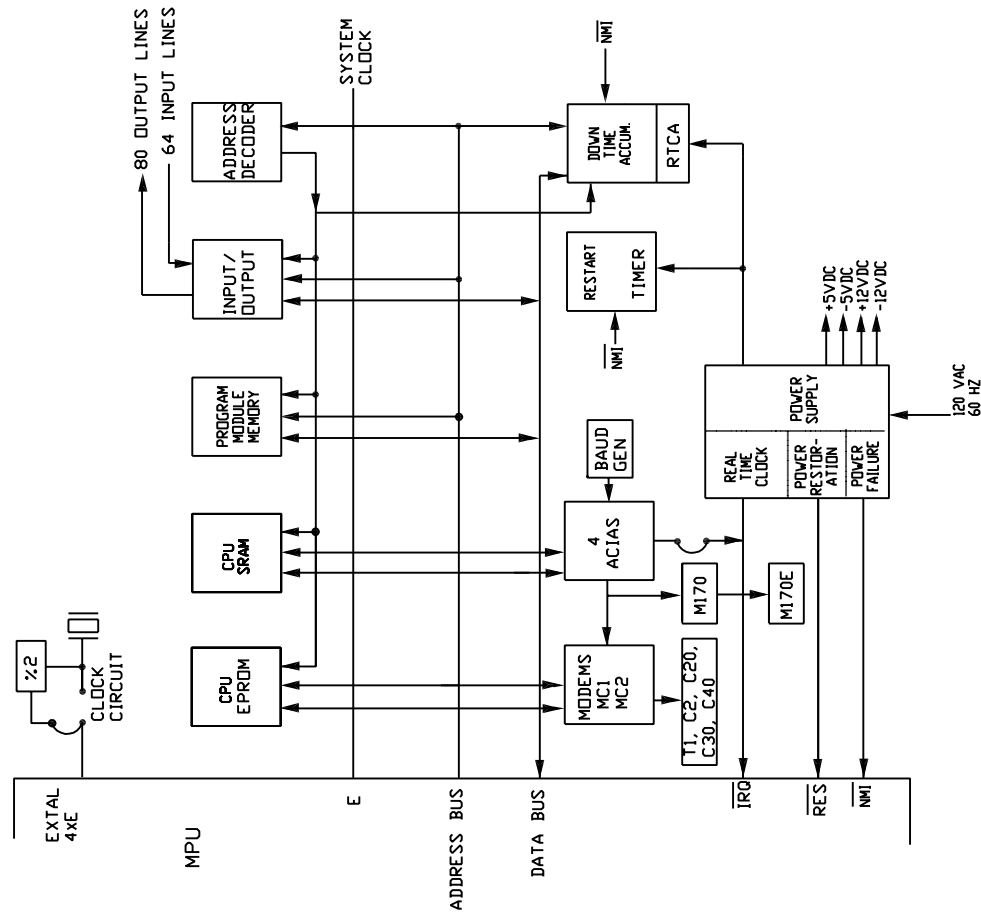 80 OUTPUT LINES
64 INPUT LINES
SYSTEM
CLOCK
ADDRESS
DECODER
INPUT/
OUTPUT
PROGRAM
MODULE
MEMORY
CPU
SRAM
CPU
EPROM
%2
CLOCK
CIRCUIT
EXTAL
4xE
MPU
E
ADDRESS BUS
DATA BUS
IRQ
RES
NMI
NMI
DOWN
TIME
ACCUM.
RTCA
RESTART
TIMER
NMI
BAUD
GEN
4
ACIAS
MODEMS
MC1
MC2
M170
M170E
T1, C2, C20,
C30, C40
REAL
TIME
CLOCK
POWER
RESTOR-
ATION
POWER
FAILURE
POWER
SUPPLY
+5VDC
-5VDC
+12VDC
-12VDC
120 VAC
60 HZ